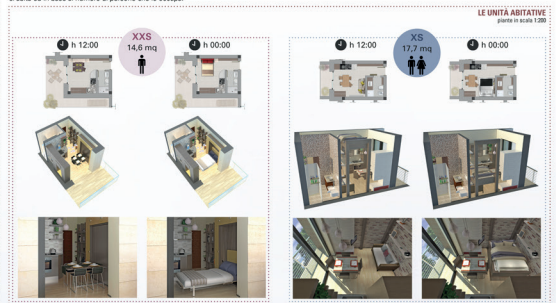 LE UNITÀ ABITATIVE
piante in scala 1:200
XXS
14,6 mq
h 12:00
h 00:00
XS
17,7 mq
h 12:00
h 00:00